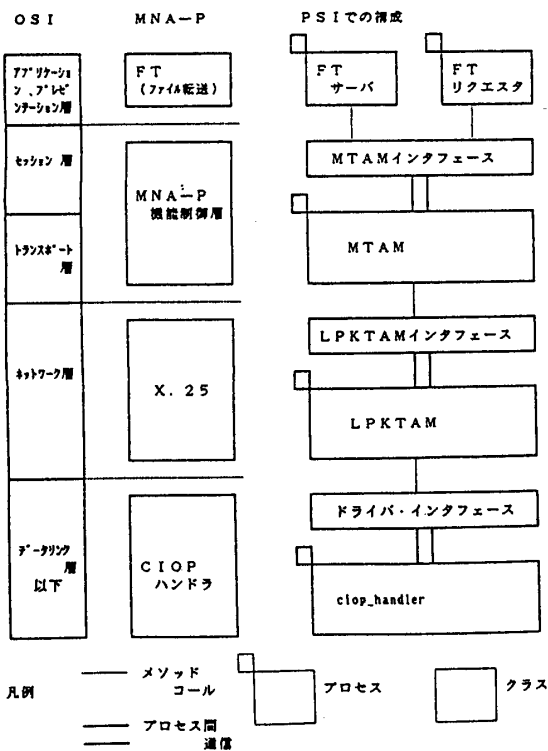 OSI
MNA-P
PSIでの構成
アプリケーショ
ン、プレゼ
ンテーション層
FT
(ファイル転送)
FT
サーバ
FT
リクエスタ
セッション 層
MNA-P
機能制御層
MTAMインタフェース
トランスポート
層
MTAM
ネットワーク層
X.25
LPKTAMインタフェース
LPKTAM
データリンク
層
以下
CIOP
ハンドラ
ドライバ・インタフェース
ciop_handler
凡例
メソッド
コール
プロセス
クラス
プロセス間
通信